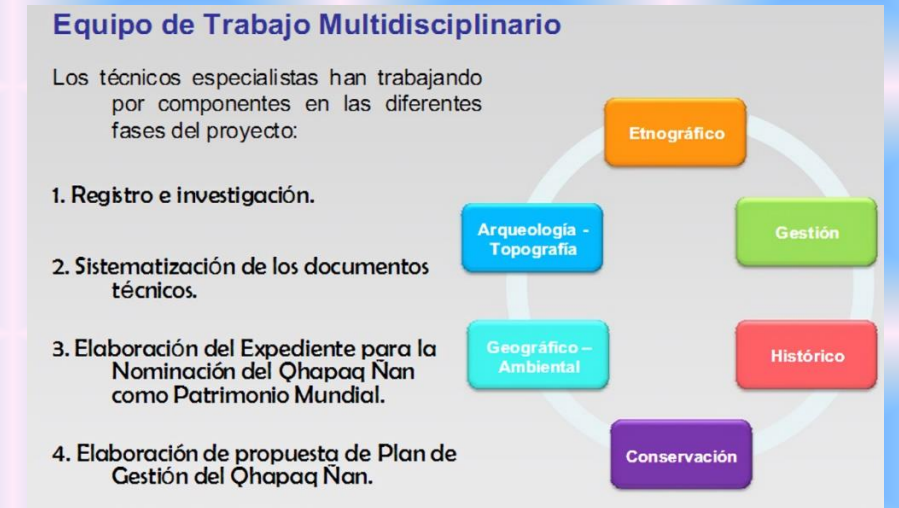 Equipo de Trabajo Multidisciplinario
Los técnicos especialistas han trabajando
por componentes en las diferentes
fases del proyecto:
1. Registro e investigación.
2. Sistematización de los documentos
técnicos.
3. Elaboración del Expediente para la
Nominación del Qhapaq Ñan
como Patrimonio Mundial.
4. Elaboración de propuesta de Plan de
Gestión del Qhapaq Ñan.
Etnográfico
Gestión
Histórico
Conservación
Geográfico –
Ambiental
Arqueología -
Topografía